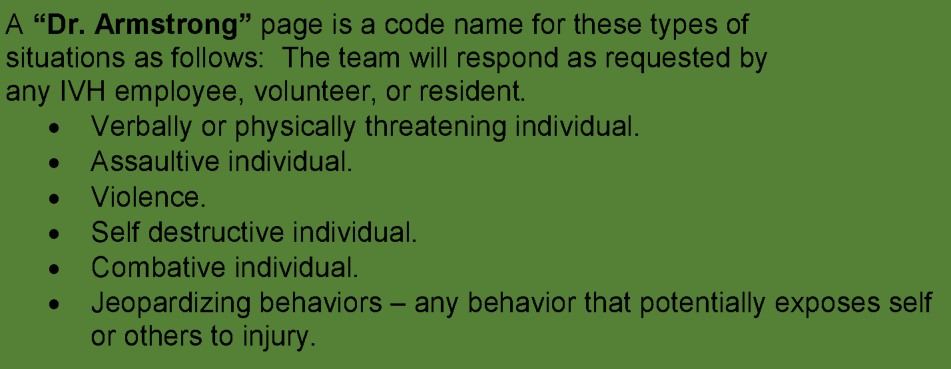 A “Dr. Armstrong” page is a code name for these types of
situations as follows:  The team will respond as requested by
any IVH employee, volunteer, or resident.
• Verbally or physically threatening individual.
• Assaultive individual.
• Violence.
• Self destructive individual.
• Combative individual.
• Jeopardizing behaviors – any behavior that potentially exposes self
or others to injury.